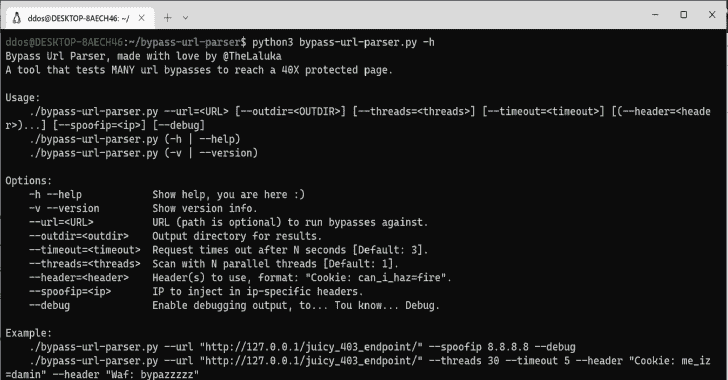 ddos@DESKTOP-8AECH46: ~/
ddos@DESKTOP-8AECH46:~/bypass-url-parser$ python3 bypass-url-parser.py -h
Bypass Url Parser, made with love by @TheLaluka
A tool that tests MANY url bypasses to reach a 40X protected page.
Usage:
./bypass-url-parser.py --url=<URL> [--outdir=<OUTDIR>] [--threads=<threads>] [--timeout=<timeout>] [(--header=<heade
r>)...] [--spoofip=<ip>] [--debug]
./bypass-url-parser.py (-h | --help)
./bypass-url-parser.py (-v | --version)
Options:
-h --help Show help, you are here :)
-v --version Show version info.
--url=<URL> URL (path is optional) to run bypasses against.
--outdir=<outdir> Output directory for results.
--timeout=<timeout> Request times out after N seconds [Default: 3].
--threads=<threads> Scan with N parallel threads [Default: 1].
--header=<header> Header(s) to use, format: "Cookie: can_i_haz=fire".
--spoofip=<ip> IP to inject in ip-specific headers.
--debug Enable debugging output, to... Tou know... Debug.
Example:
./bypass-url-parser.py --url "http://127.0.0.1/juicy_403_endpoint/" --spoofip 8.8.8.8 --debug
./bypass-url-parser.py --url "http://127.0.0.1/juicy_403_endpoint/" --threads 30 --timeout 5 --header "Cookie: me_iz
=damin" --header "Waf: bypazzzzz"